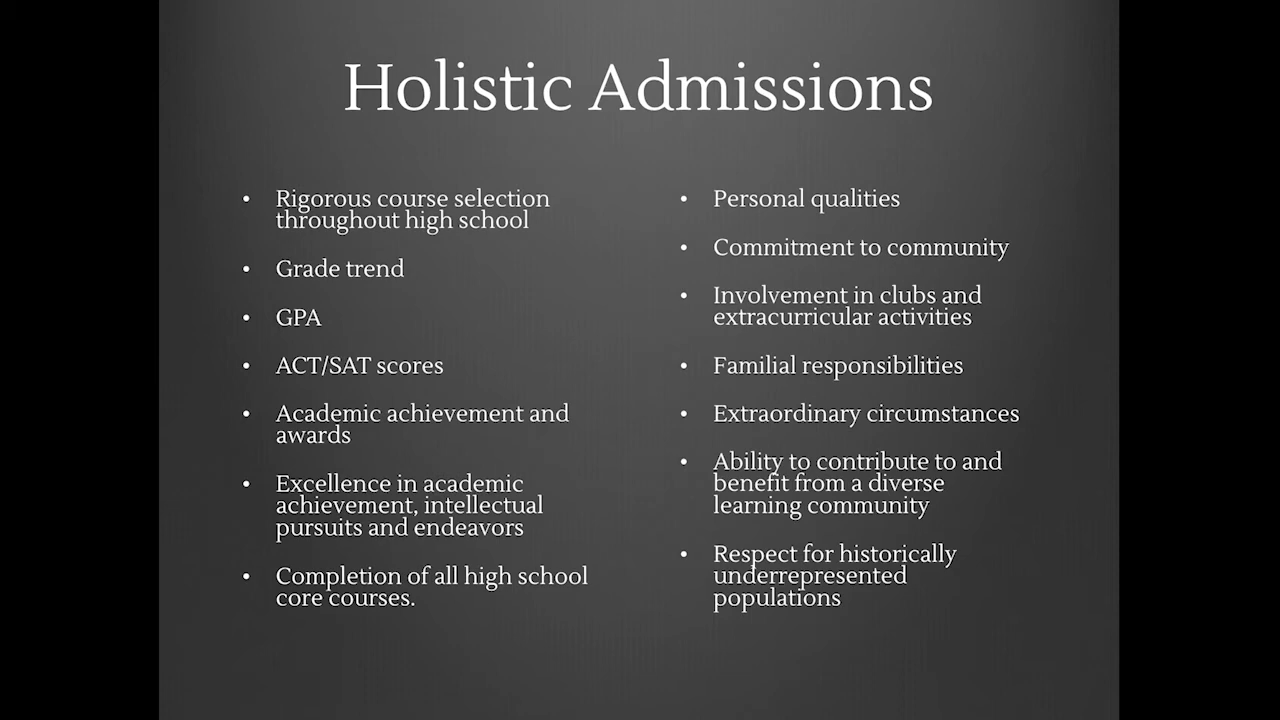 Holistic Admissions
• Rigorous course selection
throughout high school
• Grade trend
• GPA
• ACT/SAT scores
• Academic achievement and
awards
• Excellence in academic
achievement, intellectual
pursuits and endeavors
• Completion of all high school
core courses.
• Personal qualities
• Commitment to community
• Involvement in clubs and
extracurricular activities
• Familial responsibilities
• Extraordinary circumstances
• Ability to contribute to and
benefit from a diverse
learning community
• Respect for historically
underrepresented
populations